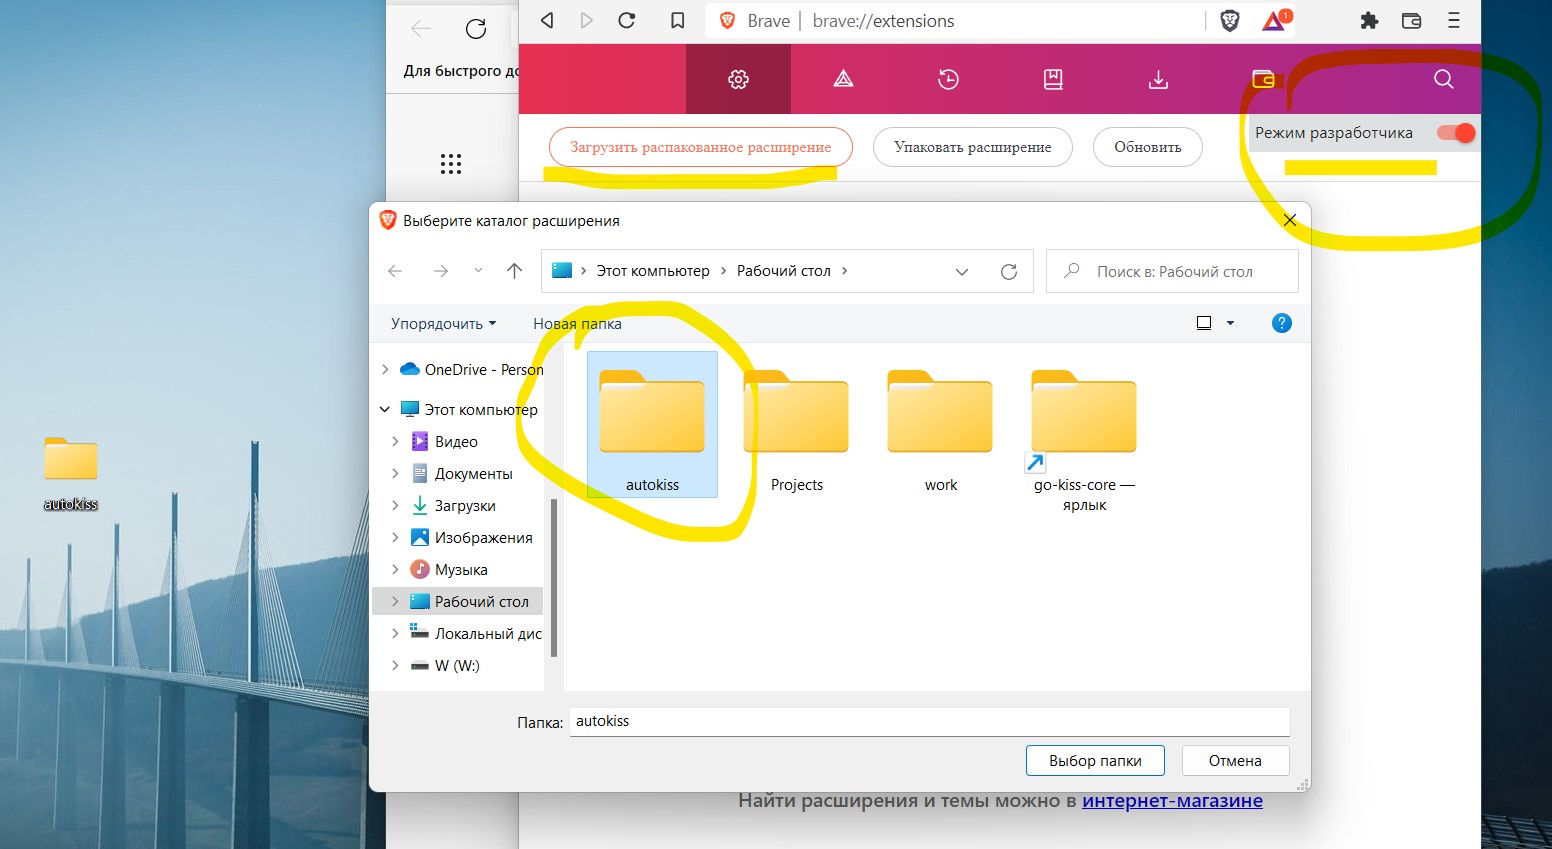 Brave
brave://extensions
1
Для быстрого до
Режим разработчика
Загрузить распакованное расширение
Упаковать расширение
Обновить
Выберите каталог расширения
Этот компьютер
Рабочий стол
Поиск в: Рабочий стол
Упорядочить
Новая папка
?
OneDrive - Person
Этот компьютер
Видео
Документы
Загрузки
Изображения
Музыка
Рабочий стол
Локальный дис
W (W:)
autokiss
Projects
work
go-kiss-core —
ярлык
autokiss
Папка:
autokiss
Выбор папки
Отмена
Найти расширения и темы можно в интернет-магазине